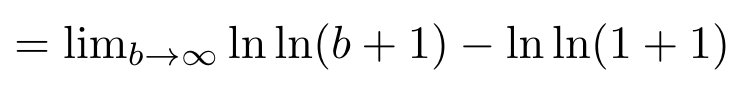 = lim_{b→∞} ln ln(b + 1) − ln ln(1 + 1)